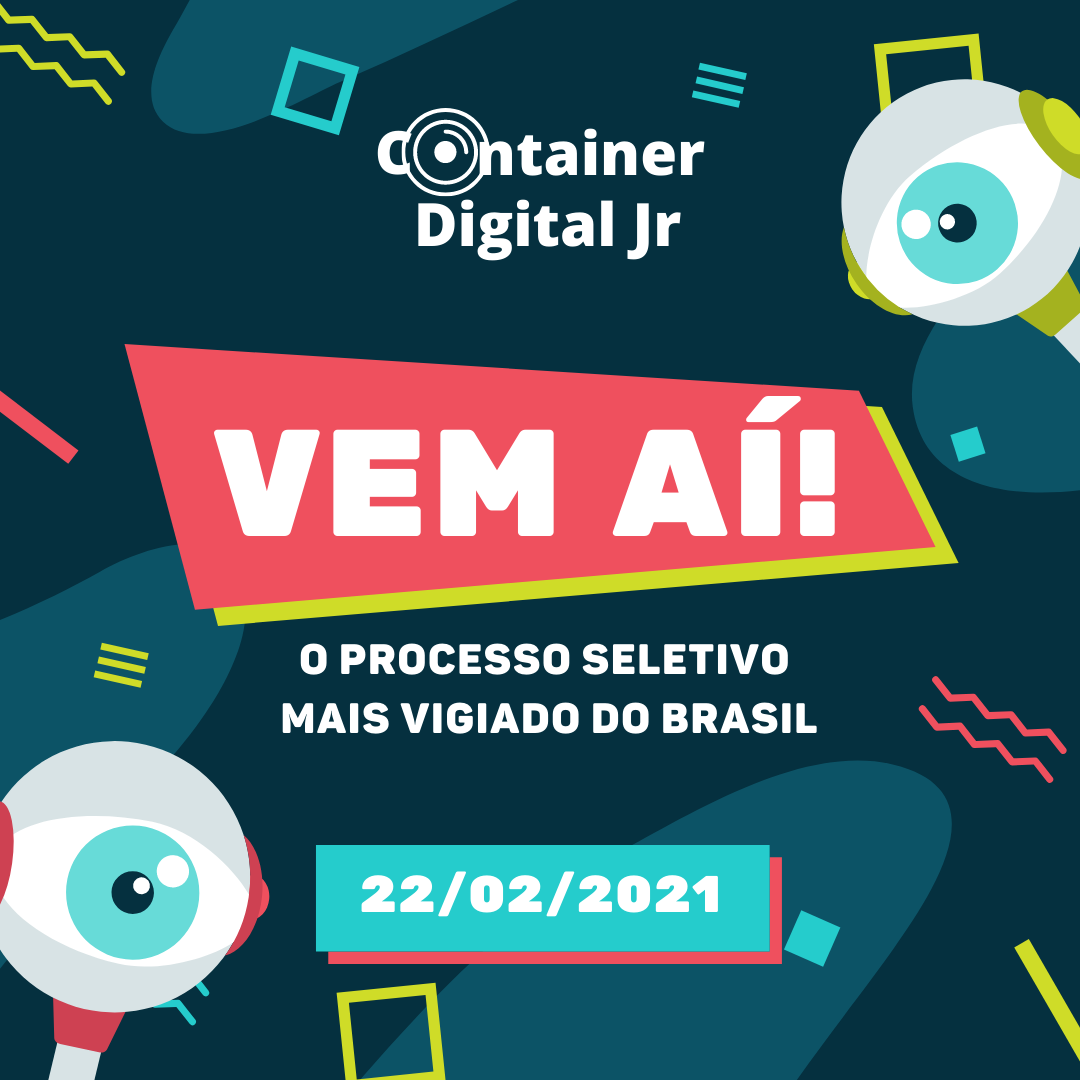 Container
Digital Jr
VEM AÍ!
O PROCESSO SELETIVO
MAIS VIGIADO DO BRASIL
22/02/2021